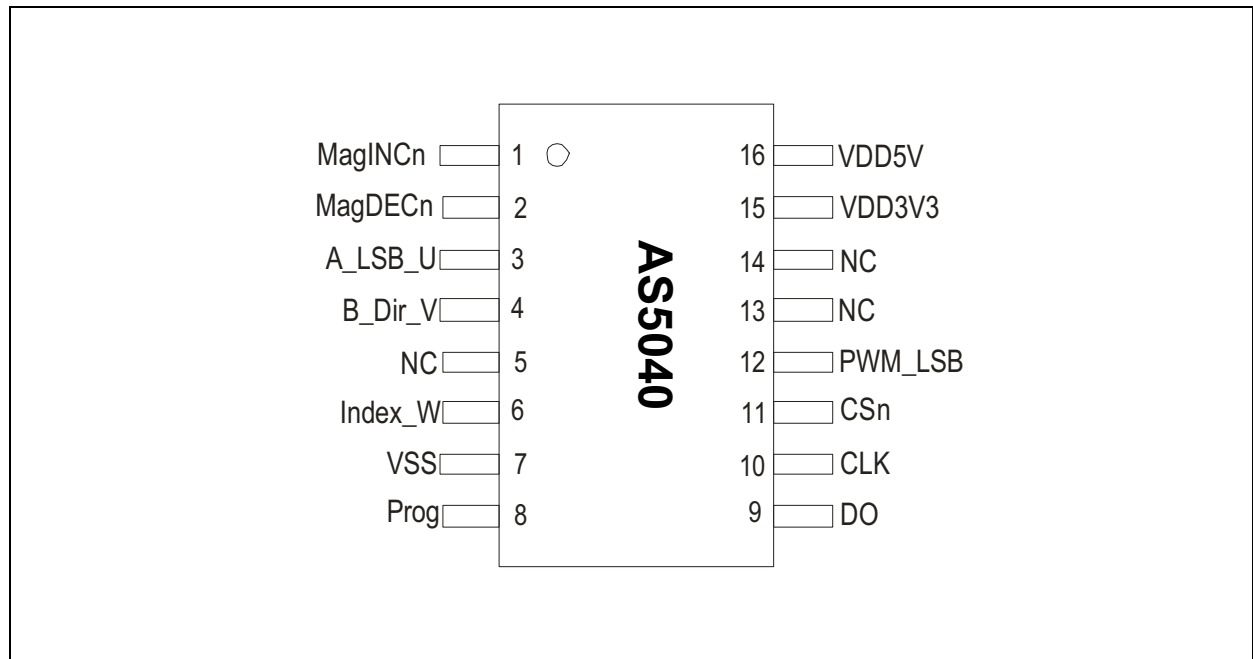 MagINCn 1 16 VDD5V
MagDECn 2 15 VDD3V3
A_LSB_U 3 14 NC
B_Dir_V 4 13 NC
NC 5 12 PWM_LSB
Index_W 6 11 CSn
VSS 7 10 CLK
Prog 8 9 DO
AS5040